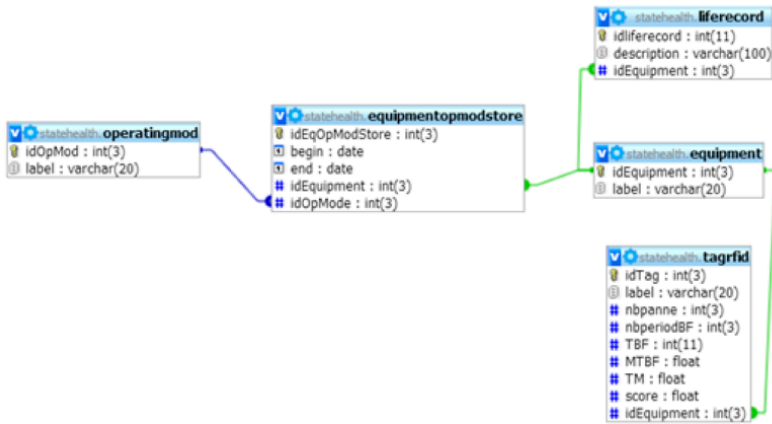 statehealth.operatingmod
idOpMod : int(3)
label : varchar(20)
statehealth.equipmentopmodstore
idEqOpModStore : int(3)
begin : date
end : date
idEquipment : int(3)
idOpMode : int(3)
statehealth.liferecord
idliferecord : int(11)
description : varchar(100)
idEquipment : int(3)
statehealth.equipment
idEquipment : int(3)
label : varchar(20)
statehealth.tagrfid
idTag : int(3)
label : varchar(20)
nbpanne : int(3)
nbperiodBF : int(3)
TBF : int(11)
MTBF : float
TM : float
score : float
idEquipment : int(3)